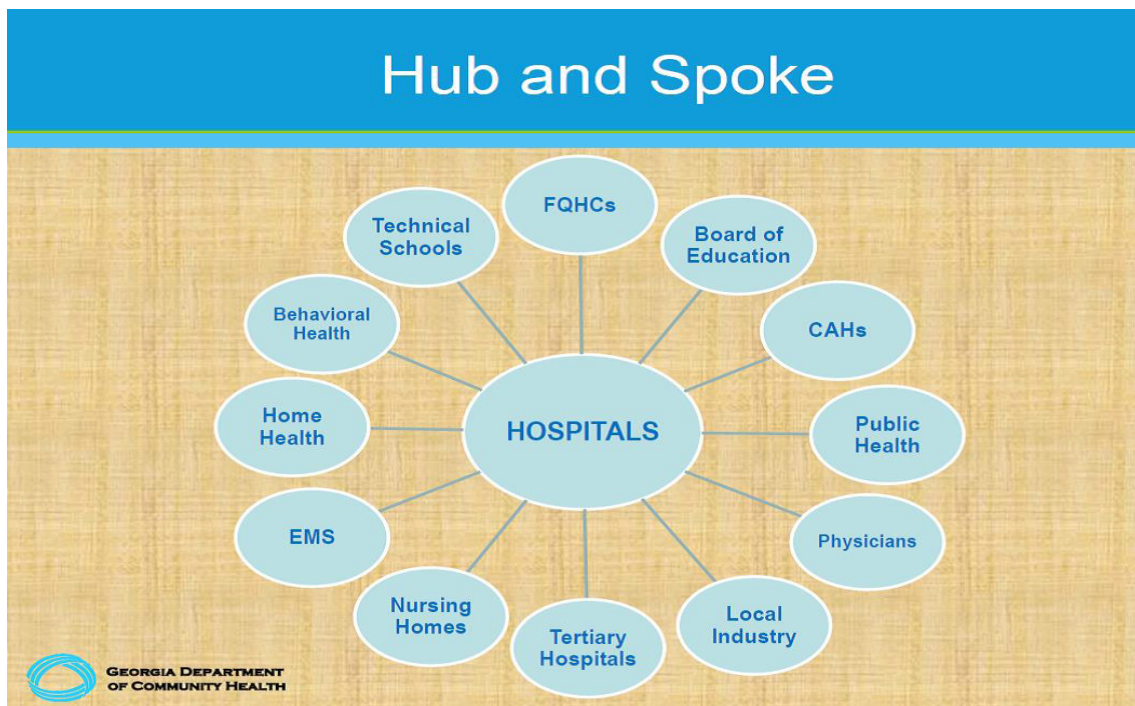 Hub and Spoke
FQHCs
Board of
Education
CAHs
Public
Health
Physicians
Local
Industry
Tertiary
Hospitals
Nursing
Homes
EMS
Home
Health
Behavioral
Health
Technical
Schools
HOSPITALS
GEORGIA DEPARTMENT
OF COMMUNITY HEALTH